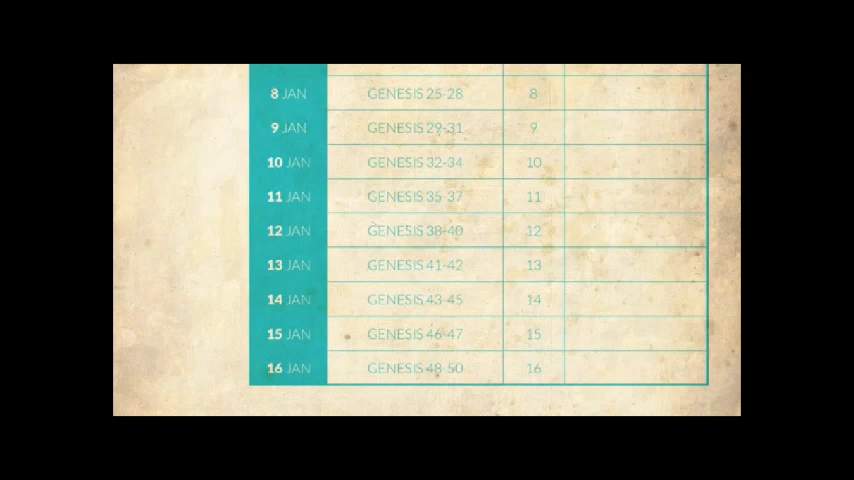 8 JAN GENESIS 25-28 8
9 JAN GENESIS 29-31 9
10 JAN GENESIS 32-34 10
11 JAN GENESIS 35-37 11
12 JAN GENESIS 38-40 12
13 JAN GENESIS 41-42 13
14 JAN GENESIS 43-45 14
15 JAN GENESIS 46-47 15
16 JAN GENESIS 48-50 16